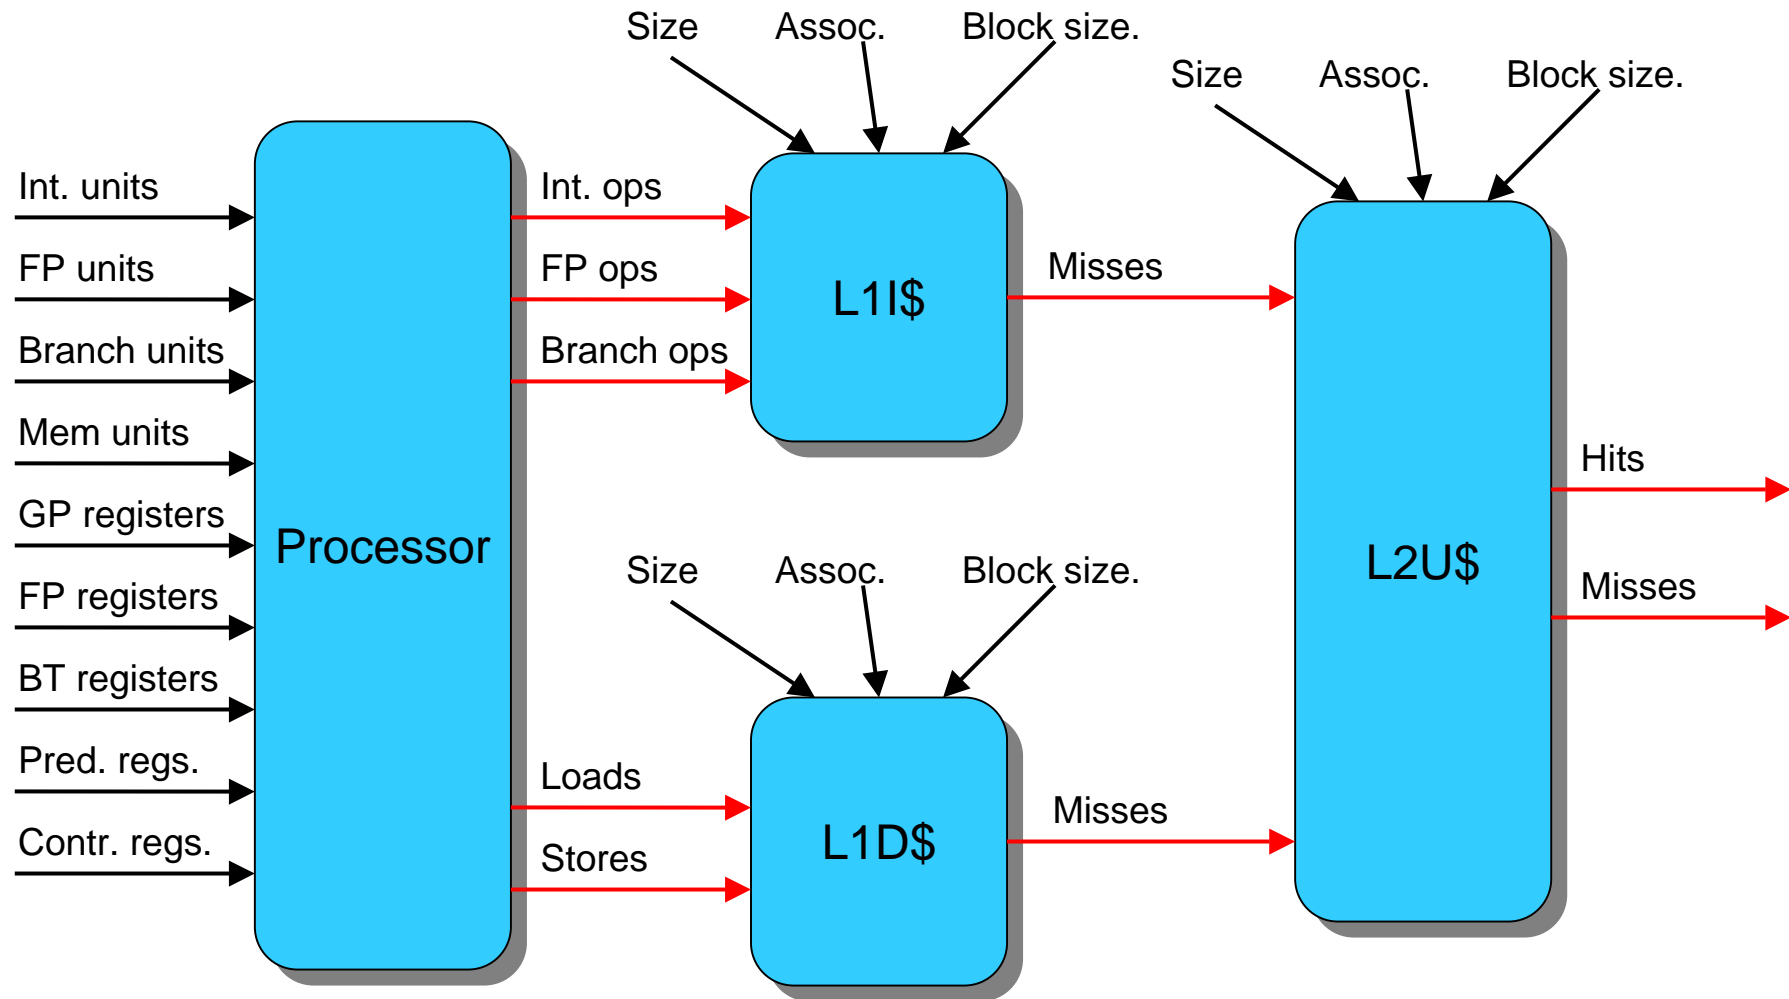 Size
Assoc.
Block size.
Size
Assoc.
Block size.
Int. units
FP units
Branch units
Mem units
GP registers
FP registers
BT registers
Pred. regs.
Contr. regs.
Processor
Int. ops
FP ops
Branch ops
L1I$
Misses
Size
Assoc.
Block size.
Loads
Stores
L1D$
Misses
L2U$
Hits
Misses